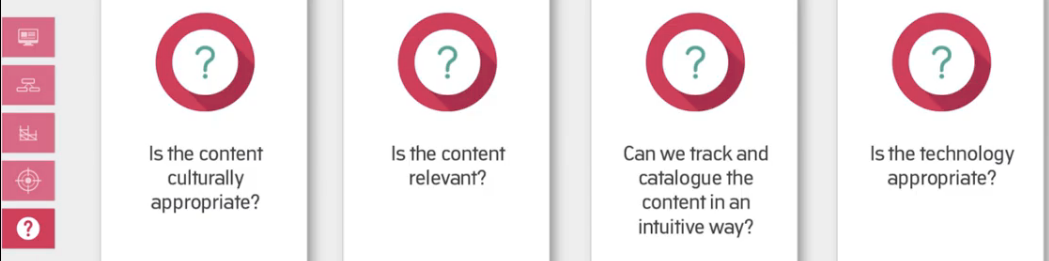 ?
?
?
?
?
Is the content
culturally
appropriate?
Is the content
relevant?
Can we track and
catalogue the
content in an
intuitive way?
Is the technology
appropriate?